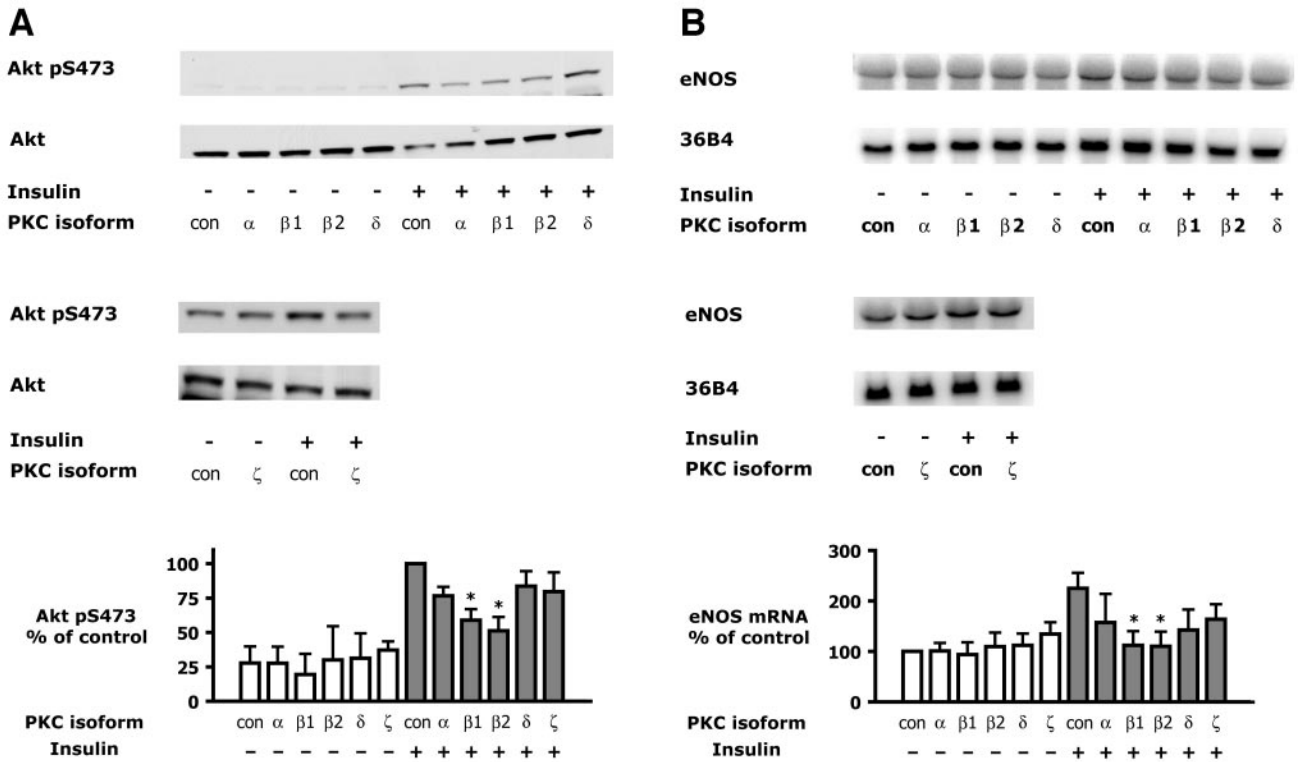 A
Akt pS473
Akt
Insulin - - - - - + + + + +
PKC isoform con α β1 β2 δ con α β1 β2 δ
Akt pS473
Akt
Insulin - - + +
PKC isoform con ζ con ζ
100
75
50
25
0
Akt pS473
% of control
* *
PKC isoform con α β1 β2 δ ζ con α β1 β2 δ ζ
Insulin - - - - - - + + + + + +
B
eNOS
36B4
Insulin - - - - - + + + + +
PKC isoform con α β1 β2 δ con α β1 β2 δ
eNOS
36B4
Insulin - - + +
PKC isoform con ζ con ζ
300
200
100
0
eNOS mRNA
% of control
* *
PKC isoform con α β1 β2 δ ζ con α β1 β2 δ ζ
Insulin - - - - - - + + + + + +